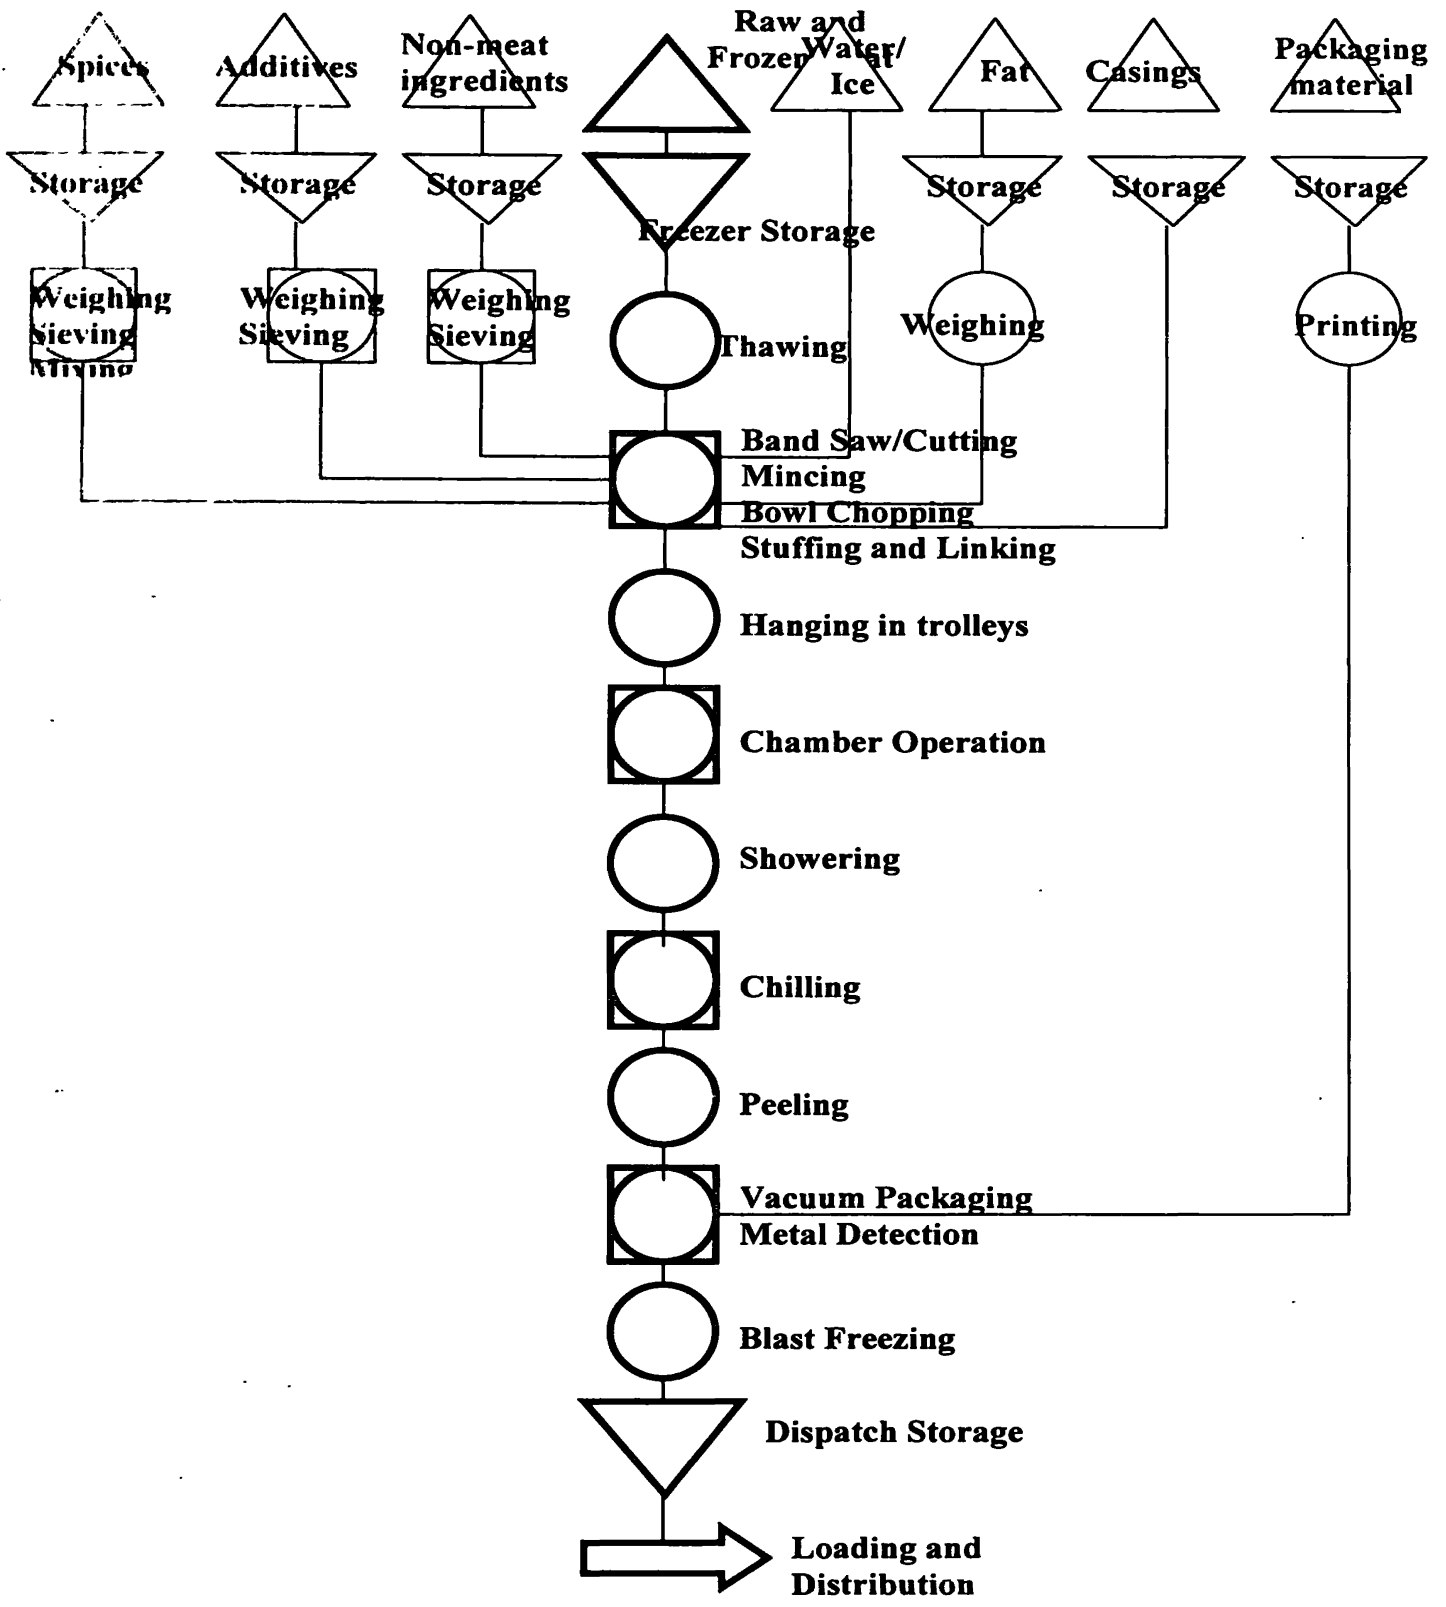 Spices
Additives
Non-meat
ingredients
Raw and
Frozen
Water/
Ice
Fat
Casings
Packaging
material
Storage
Storage
Storage
Freezer Storage
Storage
Storage
Storage
Weighing
Sieving
Mixing
Weighing
Sieving
Weighing
Sieving
Thawing
Weighing
Printing
Band Saw/Cutting
Mincing
Bowl Chopping
Stuffing and Linking
Hanging in trolleys
Chamber Operation
Showering
Chilling
Peeling
Vacuum Packaging
Metal Detection
Blast Freezing
Dispatch Storage
Loading and
Distribution